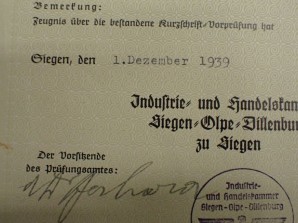 Bemerkung:
Zeugnis über die bestandene Kurzschrift-Vorprüfung hat
Siegen, den 1.Dezember 1939
Industrie- und Handelskam
Siegen-Olpe-Dillenbu
zu Siegen
Der Vorsitzende
des Prüfungsamtes:
Industrie-
und Handelskammer
Siegen-Olpe-Dillenburg